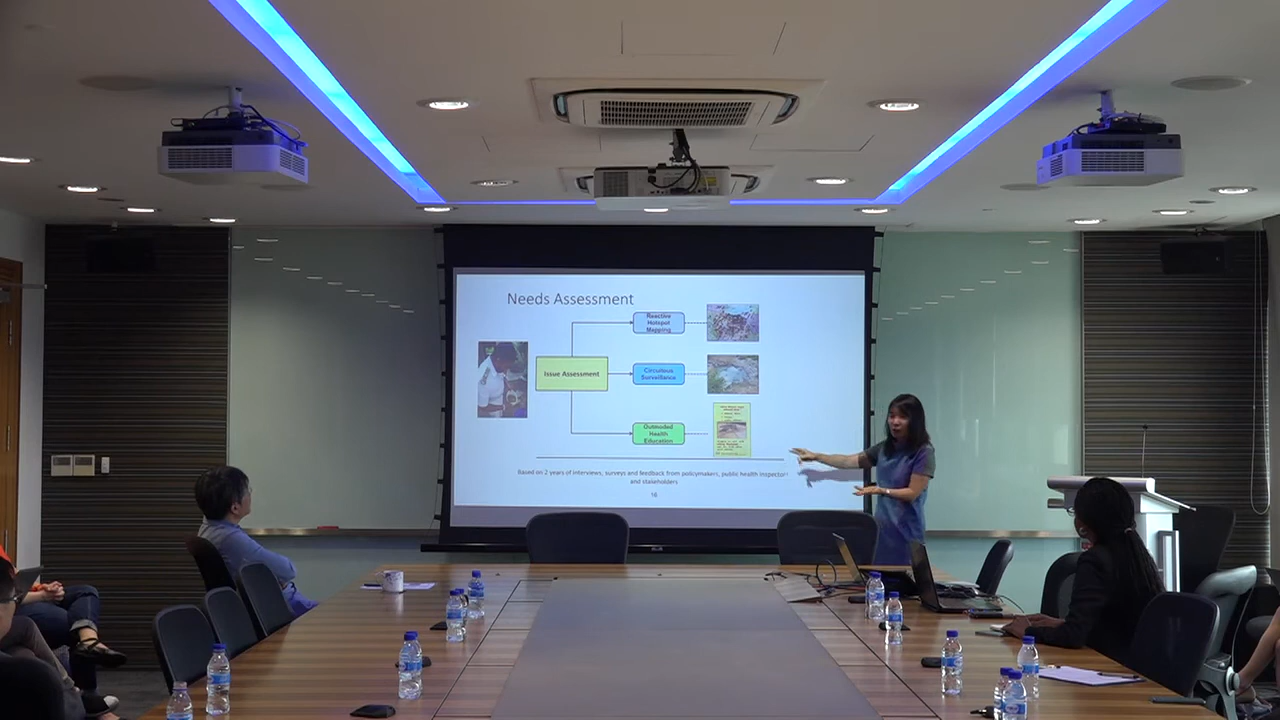 Needs Assessment
Reactive
Hotspot
Mapping
Issue Assessment
Circuitous
Surveillance
Outmoded
Health
Education
Based on 2 years of interviews, surveys and feedback from policymakers, public health inspectors
and stakeholders
16